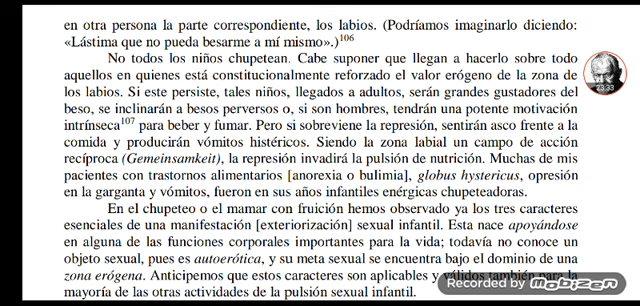 en otra persona la parte correspondiente, los labios. (Podríamos imaginarlo diciendo:
«Lástima que no pueda besarme a mí mismo».)106
No todos los niños chupetean. Cabe suponer que llegan a hacerlo sobre todo
aquellos en quienes está constitucionalmente reforzado el valor erógeno de la zona de
los labios. Si este persiste, tales niños, llegados a adultos, serán grandes gustadores del
beso, se inclinarán a besos perversos o, si son hombres, tendrán una potente motivación
intrínseca107 para beber y fumar. Pero si sobreviene la represión, sentirán asco frente a la
comida y producirán vómitos histéricos. Siendo la zona labial un campo de acción
recíproca (Gemeinsamkeit), la represión invadirá la pulsión de nutrición. Muchas de mis
pacientes con trastornos alimentarios [anorexia o bulimia], globus hystericus, opresión
en la garganta y vómitos, fueron en sus años infantiles enérgicas chupeteadoras.
En el chupeteo o el mamar con fruición hemos observado ya los tres caracteres
esenciales de una manifestación [exteriorización] sexual infantil. Esta nace apoyándose
en alguna de las funciones corporales importantes para la vida; todavía no conoce un
objeto sexual, pues es autoerótica, y su meta sexual se encuentra bajo el dominio de una
zona erógena. Anticipemos que estos caracteres son aplicables y válidos también para la
mayoría de las otras actividades de la pulsión sexual infantil.
23:33
Recorded by
mobizen